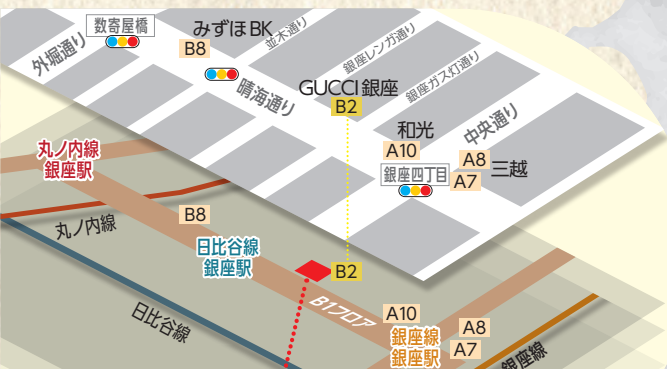 数寄屋橋
みずほBK
外堀通り
B8
並木通り
銀座レンガ通り
晴海通り
GUCCI 銀座
B2
銀座ガス灯通り
和光
中央通り
A10
A8
三越
銀座四丁目
A7
丸ノ内線
銀座駅
B8
丸ノ内線
日比谷線
銀座駅
B2
日比谷線
B1フロア
A10
銀座線
銀座駅
A8
A7
銀座線